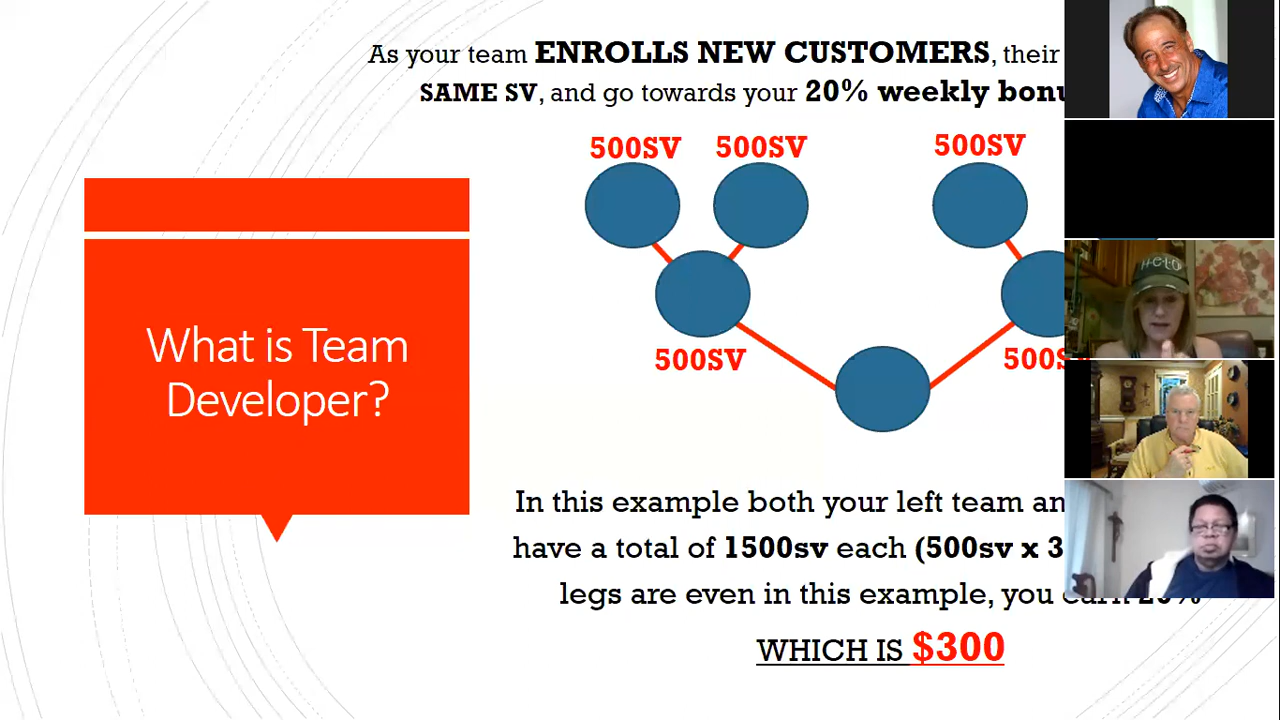 As your team ENROLLS NEW CUSTOMERS, their
SAME SV, and go towards your 20% weekly
500SV 500SV 500SV
What is Team
Developer?
500SV
In this example both your left team
have a total of 1500sv each (500sv x 3
legs are even in this example, you
WHICH IS $300